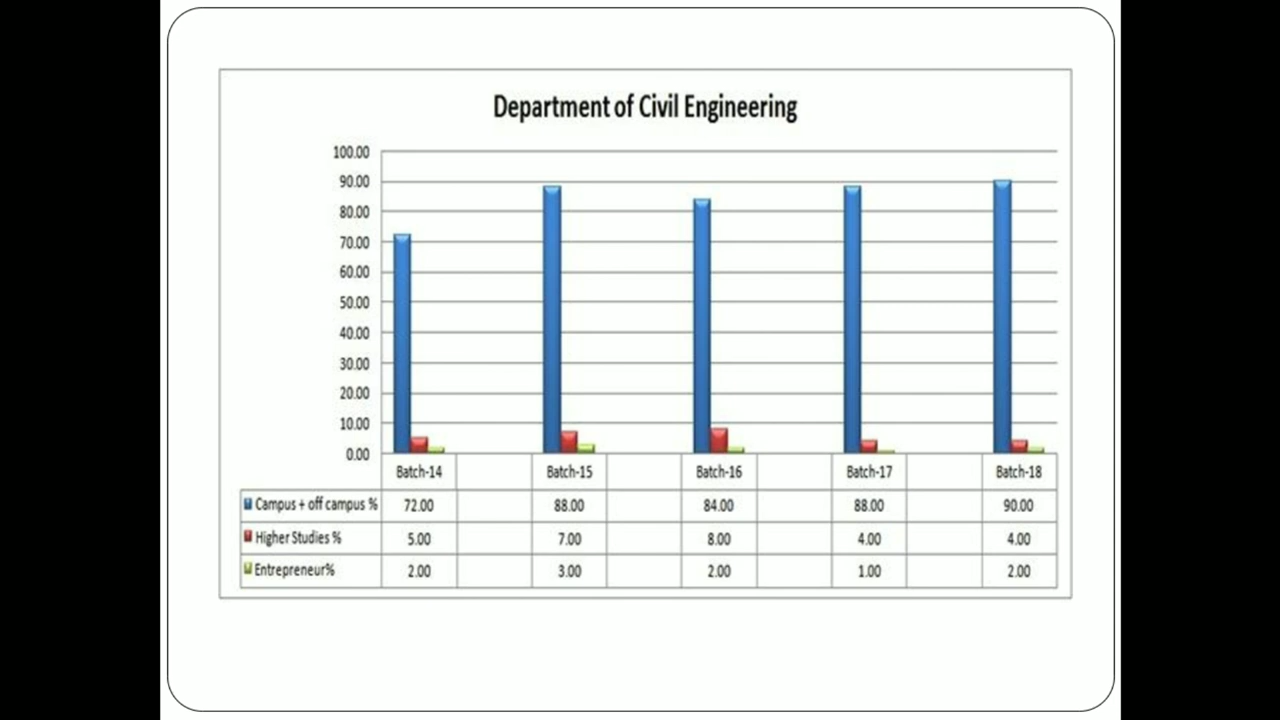 Department of Civil Engineering
100.00
90.00
80.00
70.00
60.00
50.00
40.00
30.00
20.00
10.00
0.00
Batch-14 Batch-15 Batch-16 Batch-17 Batch-18
Campus + off campus % 72.00 88.00 84.00 88.00 90.00
Higher Studies % 5.00 7.00 8.00 4.00 4.00
Entrepreneur% 2.00 3.00 2.00 1.00 2.00